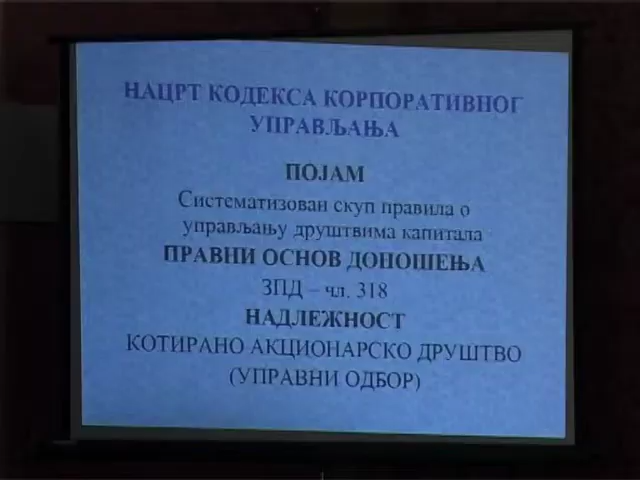 НАЦРТ КОДЕКСА КОРПОРАТИВНОГ
УПРАВЉАЊА
ПОЈАМ
Систематизован скуп правила о
управљању друштвима капитала
ПРАВНИ ОСНОВ ДОНОШЕЊА
ЗПД – чл. 318
НАДЛЕЖНОСТ
КОТИРАНО АКЦИОНАРСКО ДРУШТВО
(УПРАВНИ ОДБОР)